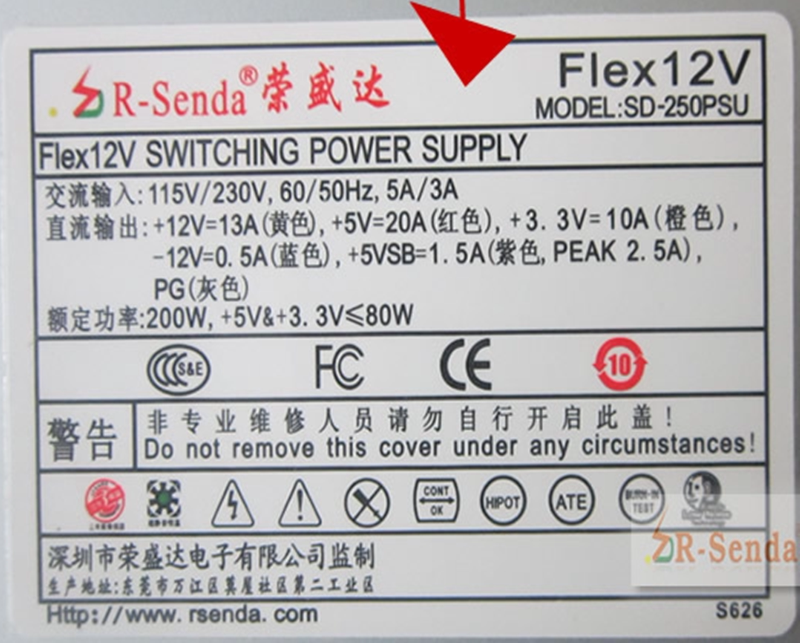 R-Senda® 荣盛达
Flex12V
MODEL:SD-250PSU
Flex12V SWITCHING POWER SUPPLY
交流输入:115V/230V, 60/50Hz, 5A/3A
直流输出:+12V=13A(黄色), +5V=20A(红色), +3.3V=10A(橙色),
-12V=0.5A(蓝色), +5VSB=1.5A(紫色, PEAK 2.5A),
PG(灰色)
额定功率:200W, +5V&+3.3V≤80W
CCC S&E FC CE 10
警告
非专业维修人员请勿自行开启此盖!
Do not remove this cover under any circumstances!
CONT OK
HIPOT
ATE
BURN-IN TEST
深圳市荣盛达电子有限公司监制
生产地址:东莞市万江区莫屋社区第二工业区
Http://www.rsenda.com
S626
R-Senda